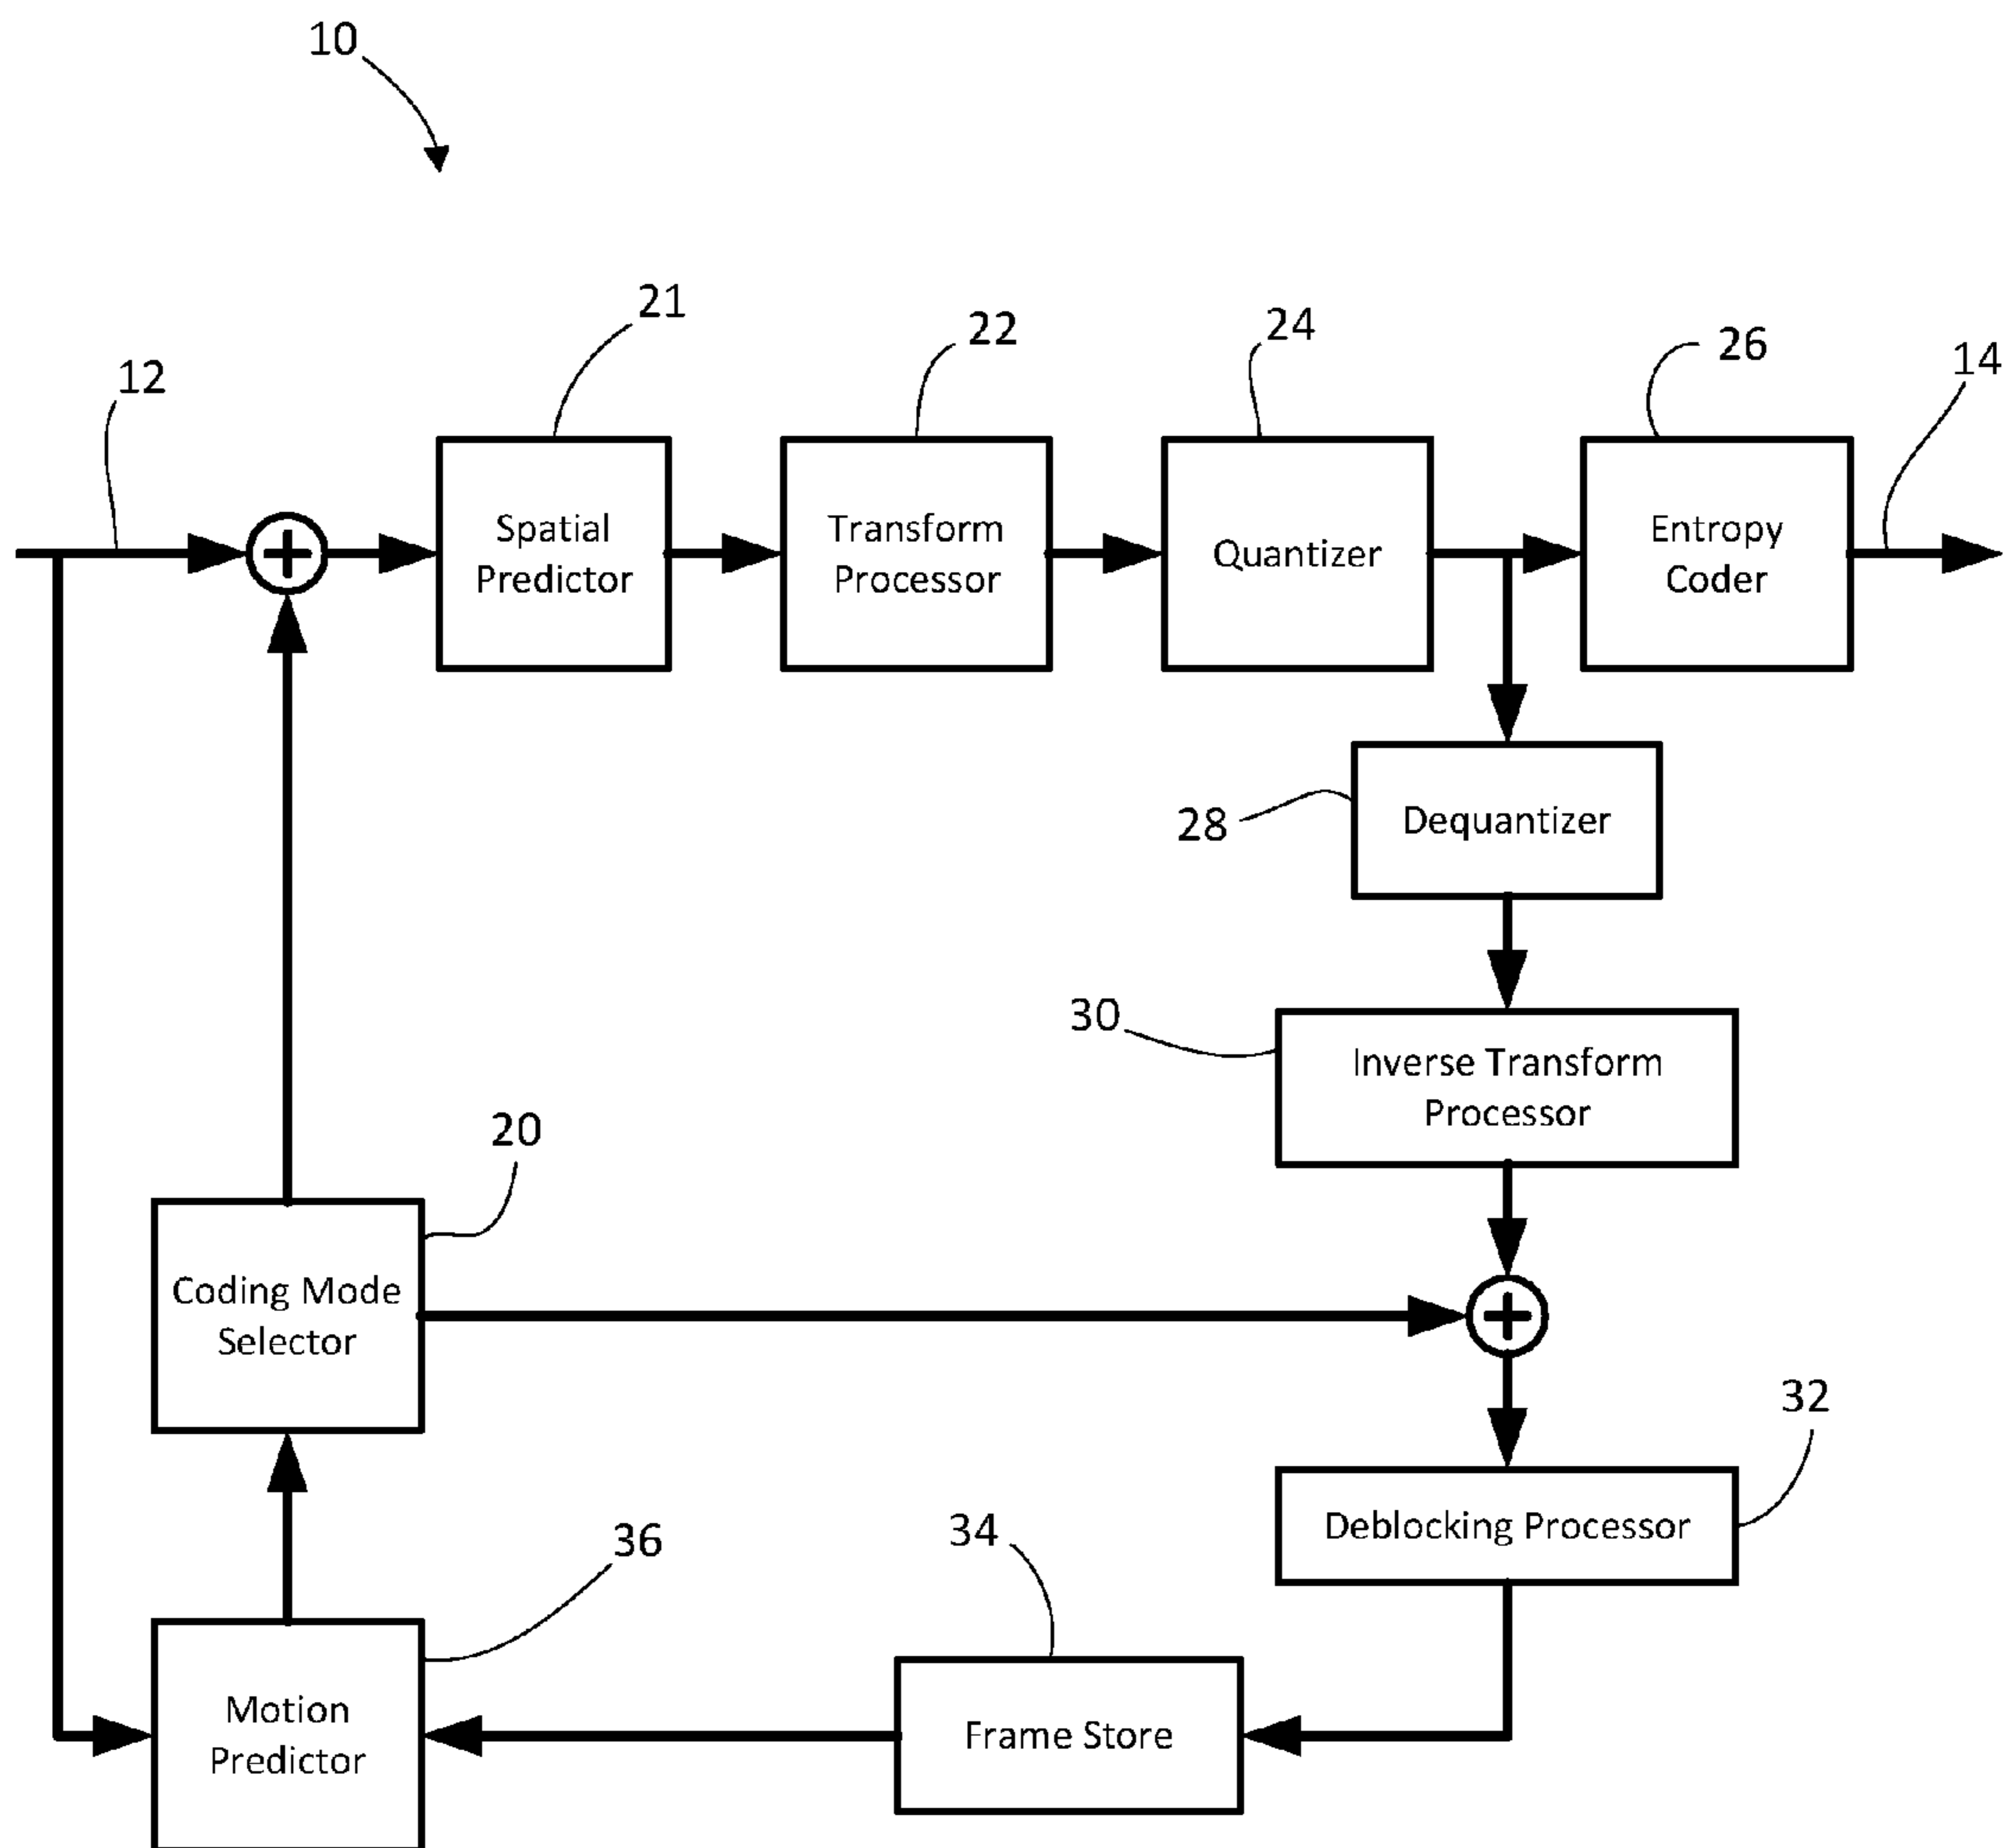 10
21
22
24
26
14
12
Spatial
Predictor
Transform
Processor
Quantizer
Entropy
Coder
28
Dequantizer
30
Inverse Transform
Processor
20
Coding Mode
Selector
32
Deblocking Processor
34
36
Motion
Predictor
Frame Store